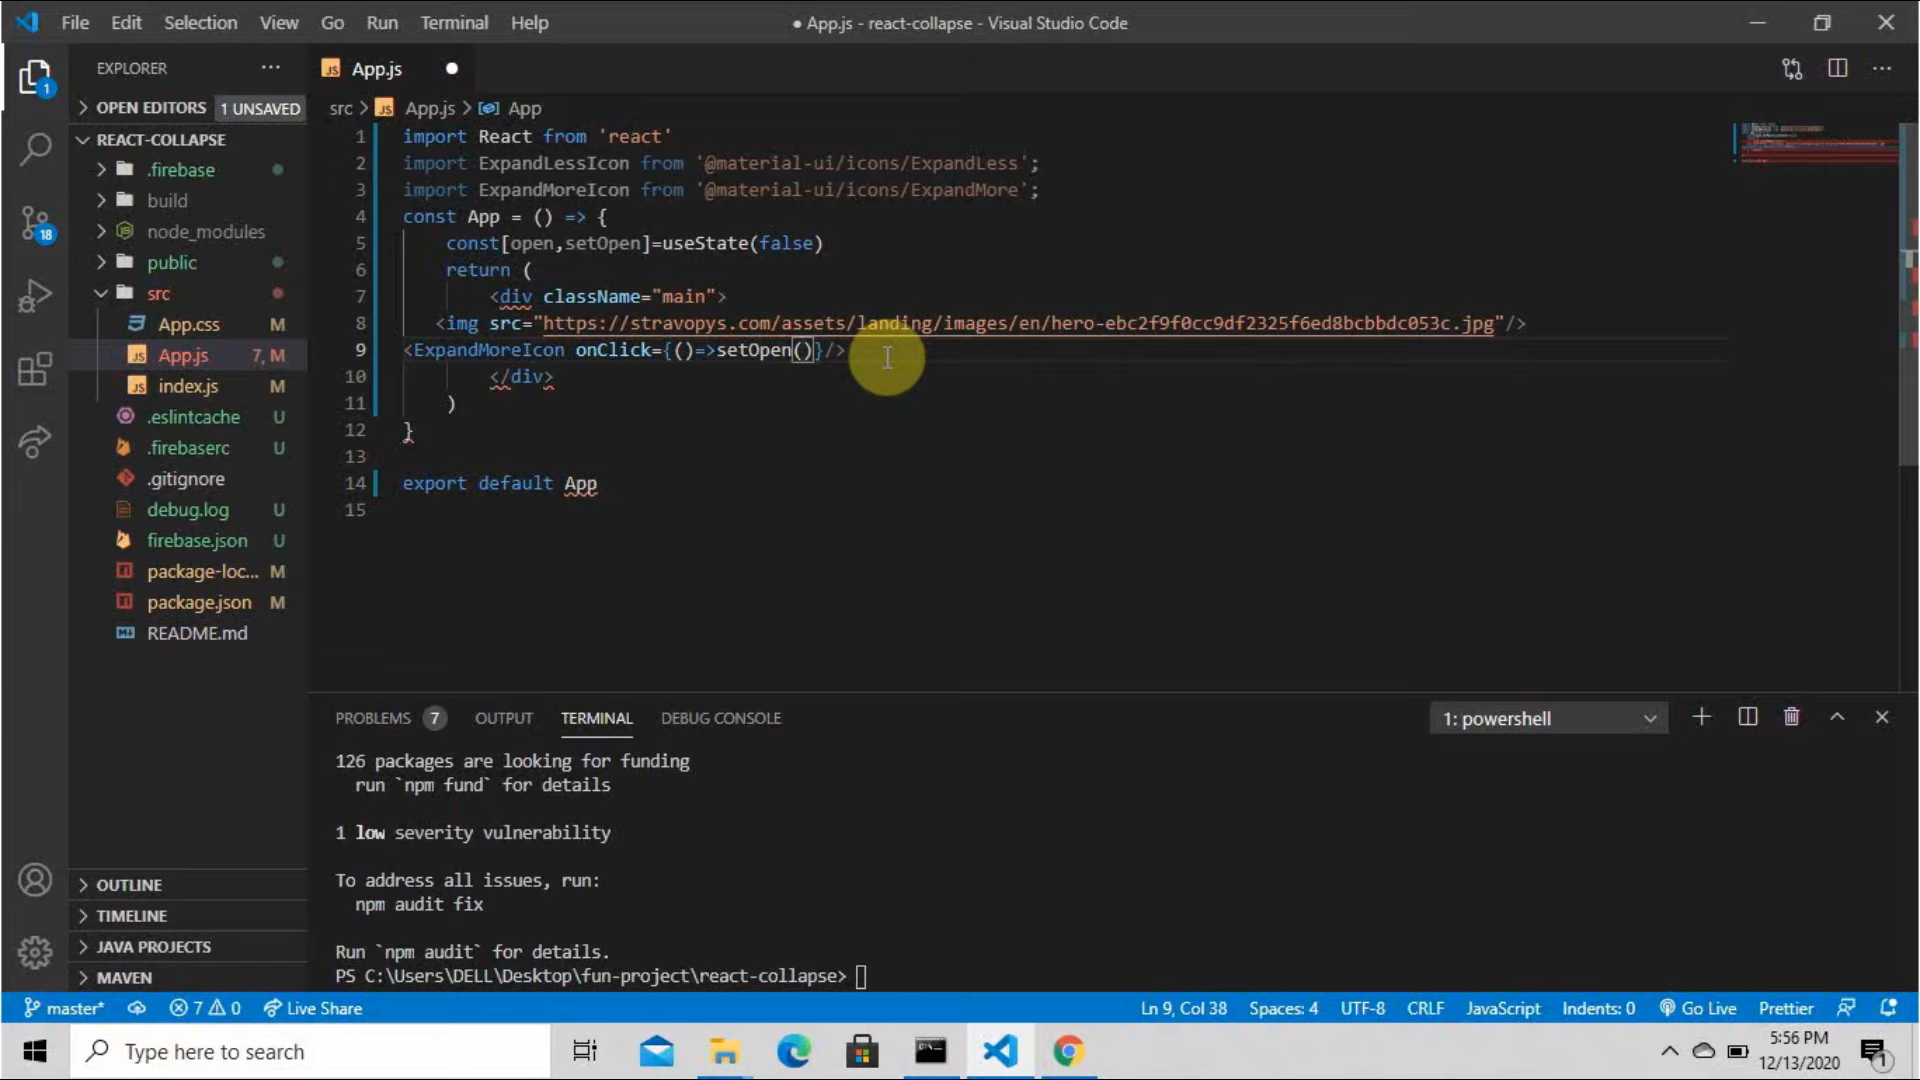 File Edit Selection View Go Run Terminal Help
● App.js - react-collapse - Visual Studio Code
EXPLORER
OPEN EDITORS 1 UNSAVED
REACT-COLLAPSE
.firebase
build
node_modules
public
src
App.css M
App.js 7, M
index.js M
.eslintcache U
.firebaserc U
.gitignore
debug.log U
firebase.json U
package-loc... M
package.json M
README.md
OUTLINE
TIMELINE
JAVA PROJECTS
MAVEN
1
18
JS App.js
src > JS App.js > App
1 import React from 'react'
2 import ExpandLessIcon from '@material-ui/icons/ExpandLess';
3 import ExpandMoreIcon from '@material-ui/icons/ExpandMore';
4 const App = () => {
5 const[open,setOpen]=useState(false)
6 return (
7 <div className="main">
8 <img src="https://stravopys.com/assets/landing/images/en/hero-ebc2f9f0cc9df2325f6ed8bcbbdc053c.jpg"/>
9 <ExpandMoreIcon onClick={()=>setOpen()}/>
10 </div>
11 )
12 }
13
14 export default App
15
PROBLEMS 7 OUTPUT TERMINAL DEBUG CONSOLE
1: powershell
126 packages are looking for funding
run `npm fund` for details
1 low severity vulnerability
To address all issues, run:
npm audit fix
Run `npm audit` for details.
PS C:\Users\DELL\Desktop\fun-project\react-collapse>
master* 7 0 Live Share
Ln 9, Col 38 Spaces: 4 UTF-8 CRLF JavaScript Indents: 0 Go Live Prettier
Type here to search
5:56 PM
12/13/2020
1